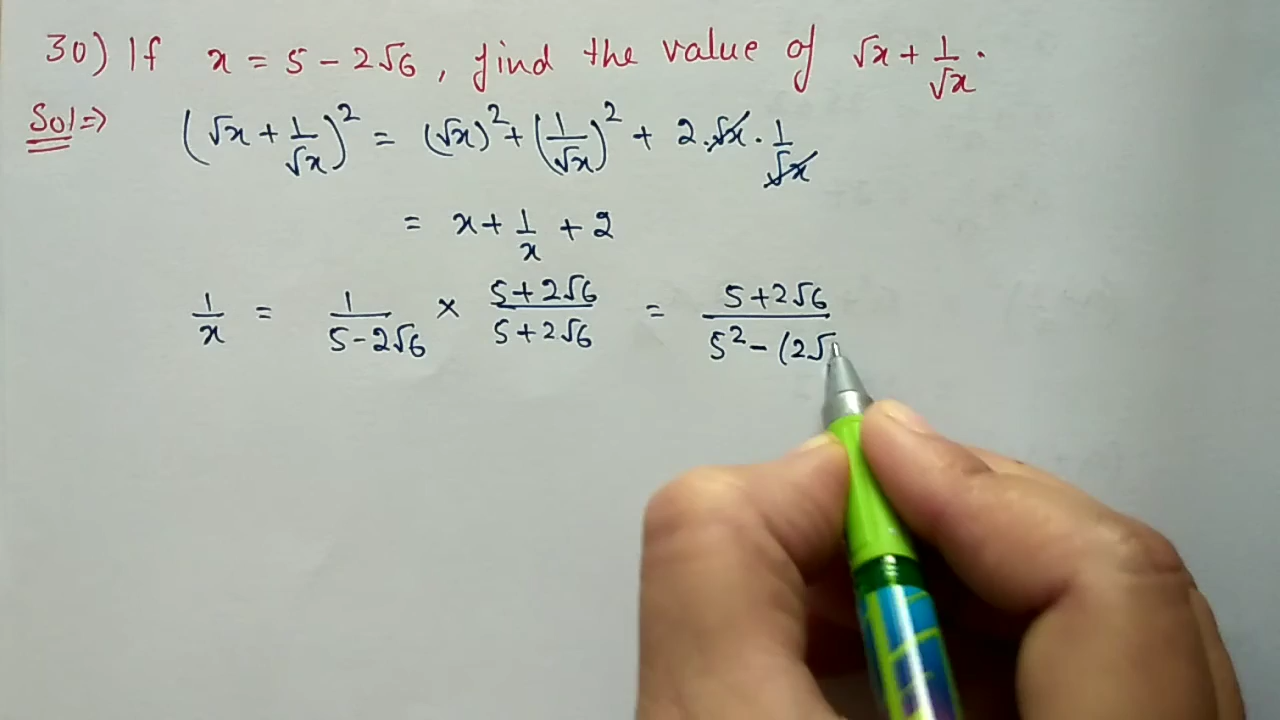 30) If x = 5 - 2√6, find the value of √x + 1/√x.
Sol ⇒ (√x + 1/√x)² = (√x)² + (1/√x)² + 2.√x . 1/√x
= x + 1/x + 2
1/x = 1/(5 - 2√6) × (5 + 2√6)/(5 + 2√6) = (5 + 2√6)/(5² - (2√